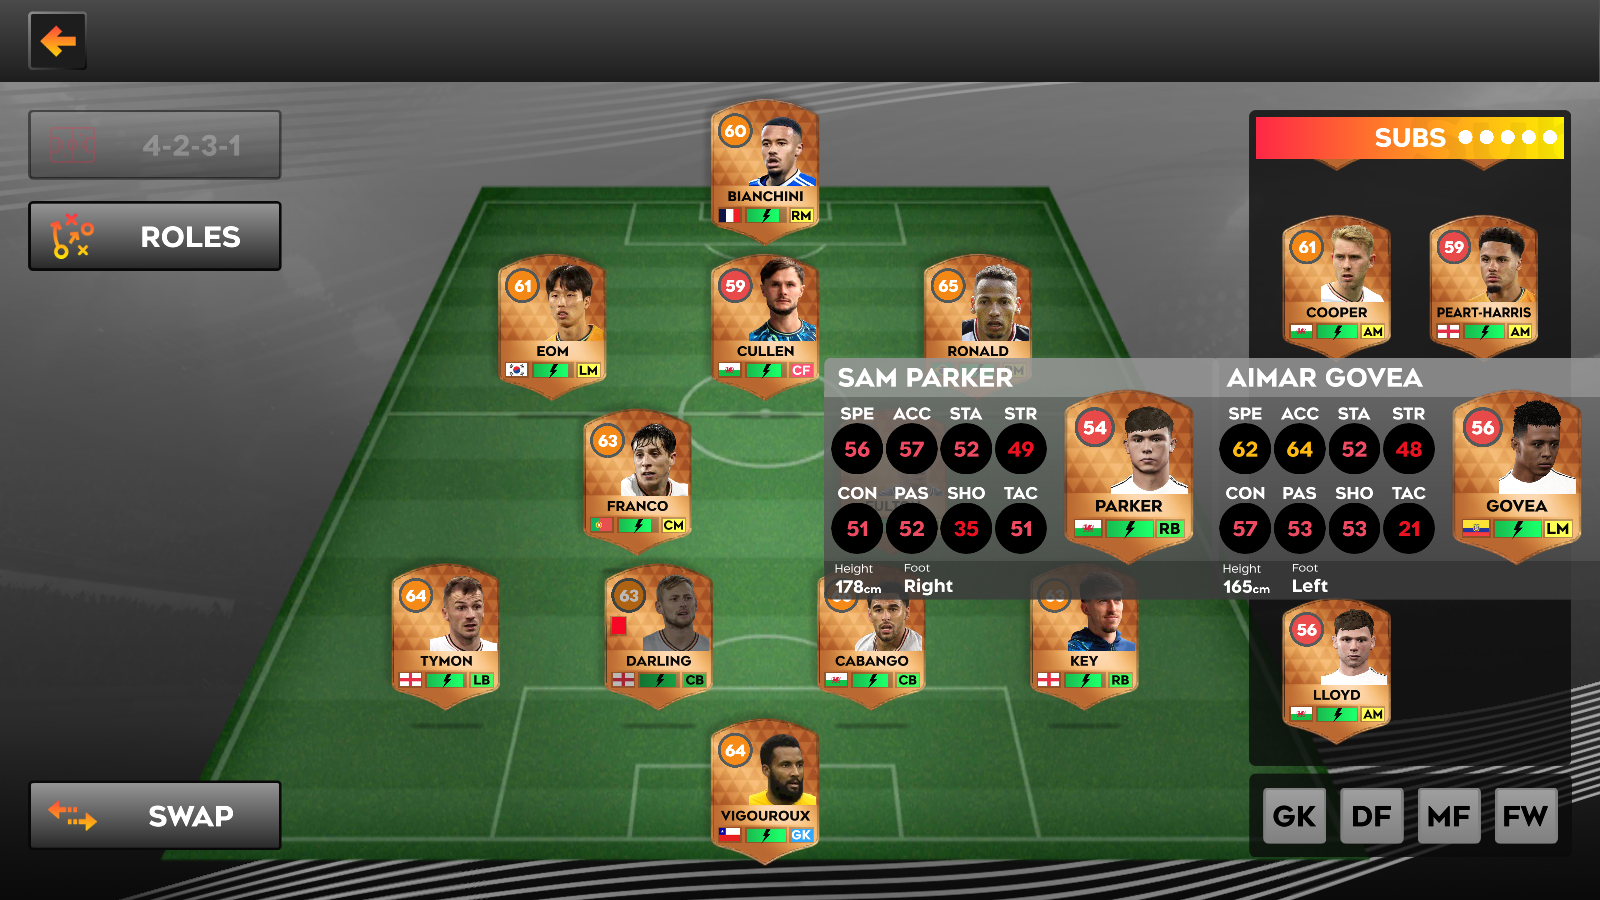 4-2-3-1
ROLES
SWAP
60
BIANCHINI
RM
61
EOM
LM
59
CULLEN
CF
65
RONALD
63
FRANCO
CM
64
TYMON
LB
63
DARLING
CB
CABANGO
CB
63
KEY
RB
64
VIGOUROUX
GK
SUBS
61
COOPER
AM
59
PEART-HARRIS
AM
SAM PARKER
SPE ACC STA STR
56 57 52 49
CON PAS SHO TAC
51 52 35 51
Height Foot
178cm Right
54
PARKER
RB
AIMAR GOVEA
SPE ACC STA STR
62 64 52 48
CON PAS SHO TAC
57 53 53 21
Height Foot
165cm Left
56
GOVEA
LM
56
LLOYD
AM
GK DF MF FW